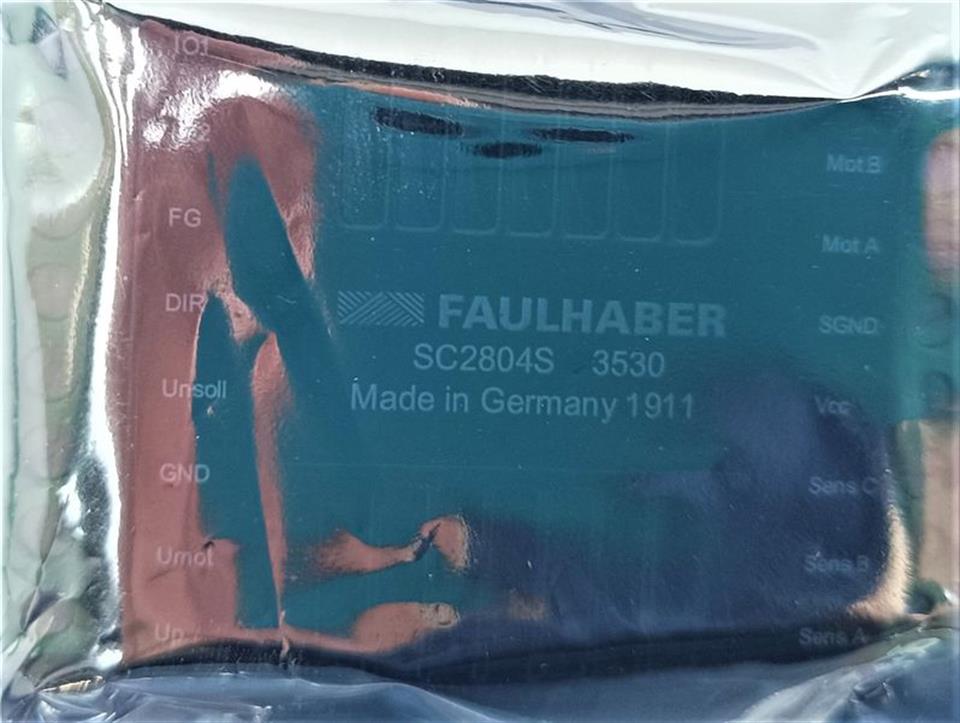 IO1
FG
DIR
Unsoll
GND
Umot
Up
FAULHABER
SC2804S 3530
Made in Germany 1911
Mot B
Mot A
SGND
Vcc
Sens C
Sens B
Sens A